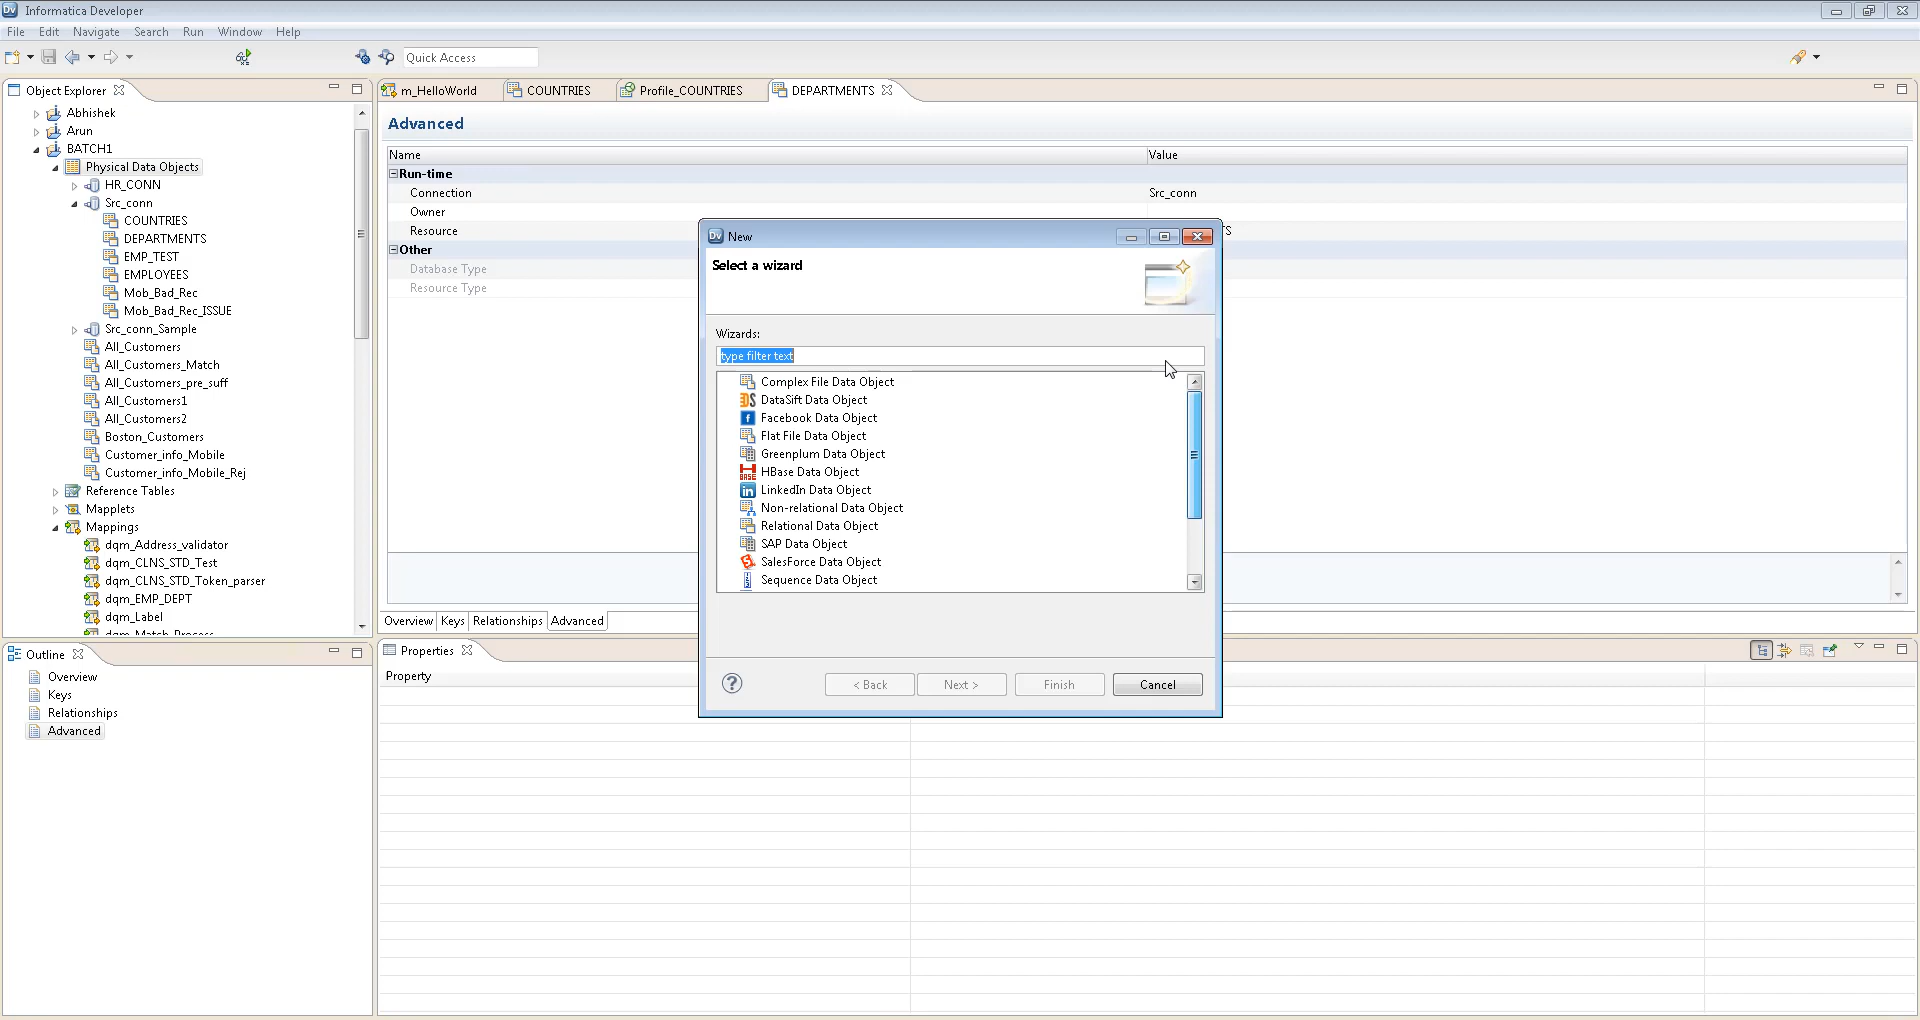 Informatica Developer
File Edit Navigate Search Run Window Help
Quick Access
Object Explorer
Abhishek
Arun
BATCH1
Physical Data Objects
HR_CONN
Src_conn
COUNTRIES
DEPARTMENTS
EMP_TEST
EMPLOYEES
Mob_Bad_Rec
Mob_Bad_Rec_ISSUE
Src_conn_Sample
All_Customers
All_Customers_Match
All_Customers_pre_suff
All_Customers1
All_Customers2
Boston_Customers
Customer_info_Mobile
Customer_info_Mobile_Rej
Reference Tables
Mapplets
Mappings
dqm_Address_validator
dqm_CLNS_STD_Test
dqm_CLNS_STD_Token_parser
dqm_EMP_DEPT
dqm_Label
dqm_Match_Process
Outline
Overview
Keys
Relationships
Advanced
m_HelloWorld COUNTRIES Profile_COUNTRIES DEPARTMENTS
Advanced
Name Value
Run-time
Connection Src_conn
Owner
Resource S
Other
Database Type
Resource Type
Overview Keys Relationships Advanced
Properties
Property
New
Select a wizard
Wizards:
type filter text
Complex File Data Object
DataSift Data Object
Facebook Data Object
Flat File Data Object
Greenplum Data Object
HBase Data Object
LinkedIn Data Object
Non-relational Data Object
Relational Data Object
SAP Data Object
SalesForce Data Object
Sequence Data Object
< Back Next > Finish Cancel